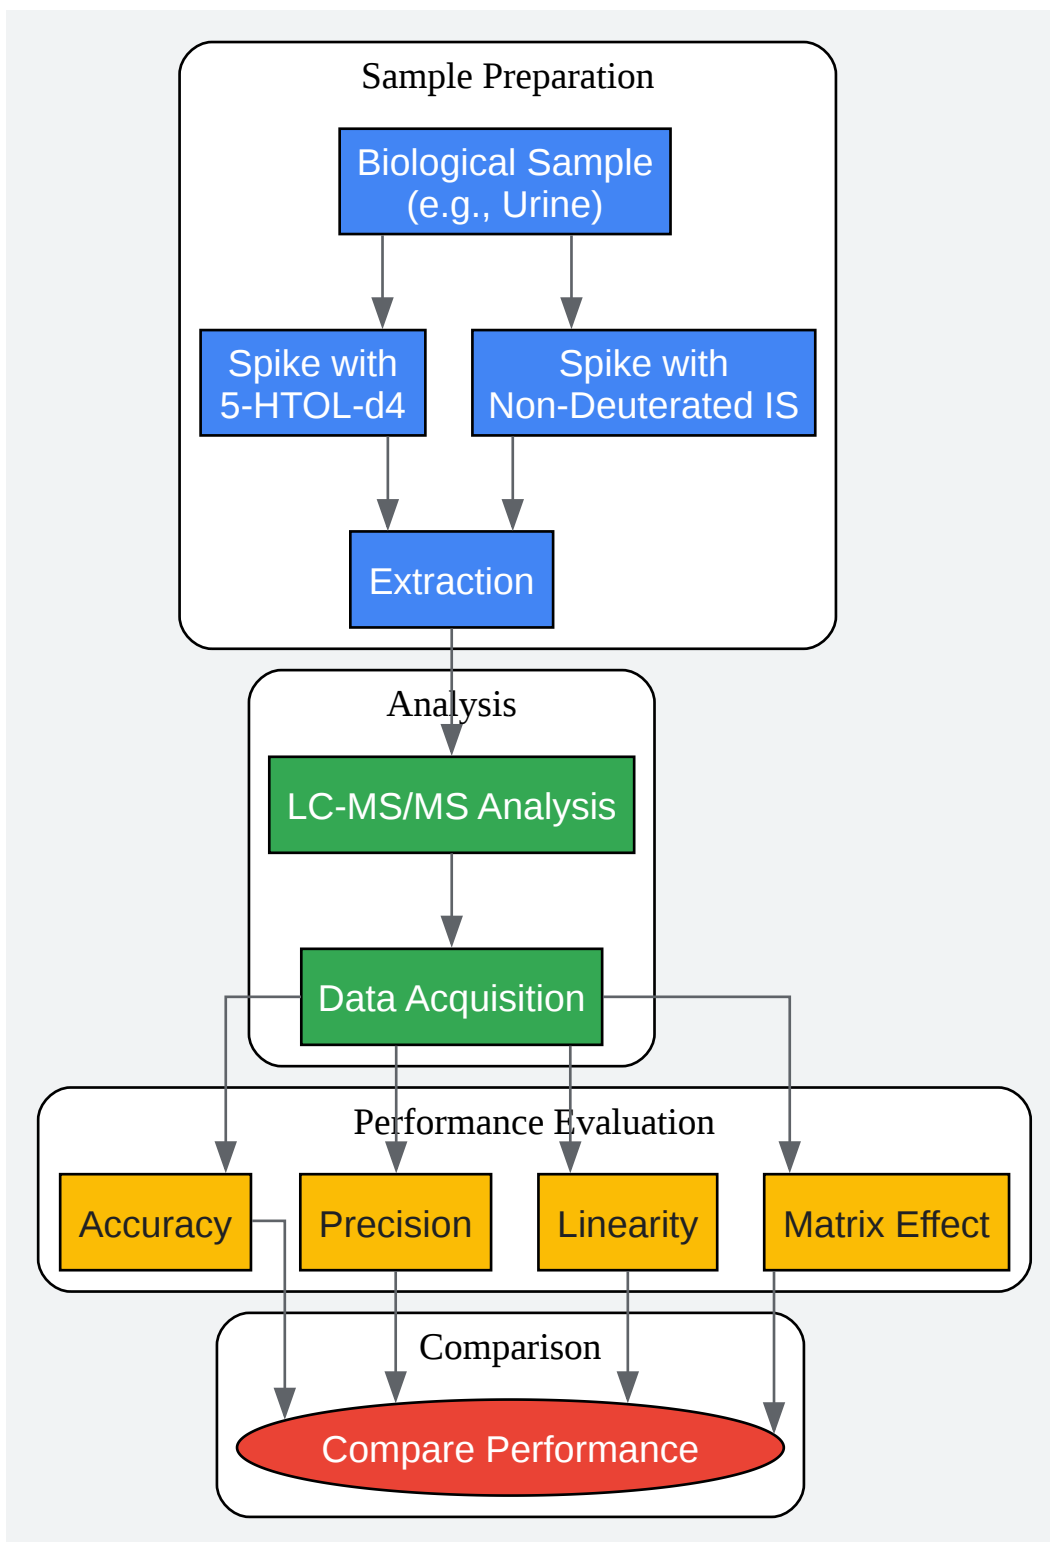 Sample Preparation
Biological Sample
(e.g., Urine)
Spike with
5-HTOL-d4
Spike with
Non-Deuterated IS
Extraction
Analysis
LC-MS/MS Analysis
Data Acquisition
Performance Evaluation
Accuracy
Precision
Linearity
Matrix Effect
Comparison
Compare Performance